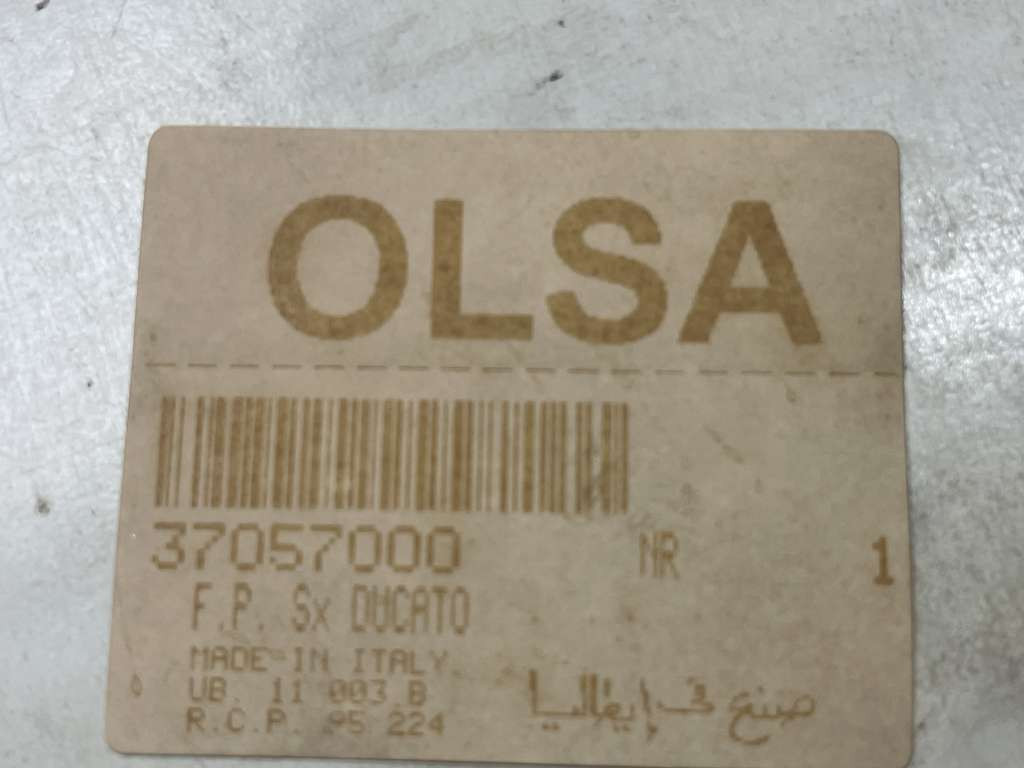 OLSA
37057000 NR 1
F.P. Sx DUCATO
MADE IN ITALY
UB. 11 003 B
R.C.P. 95 224
صنع في إيطاليا